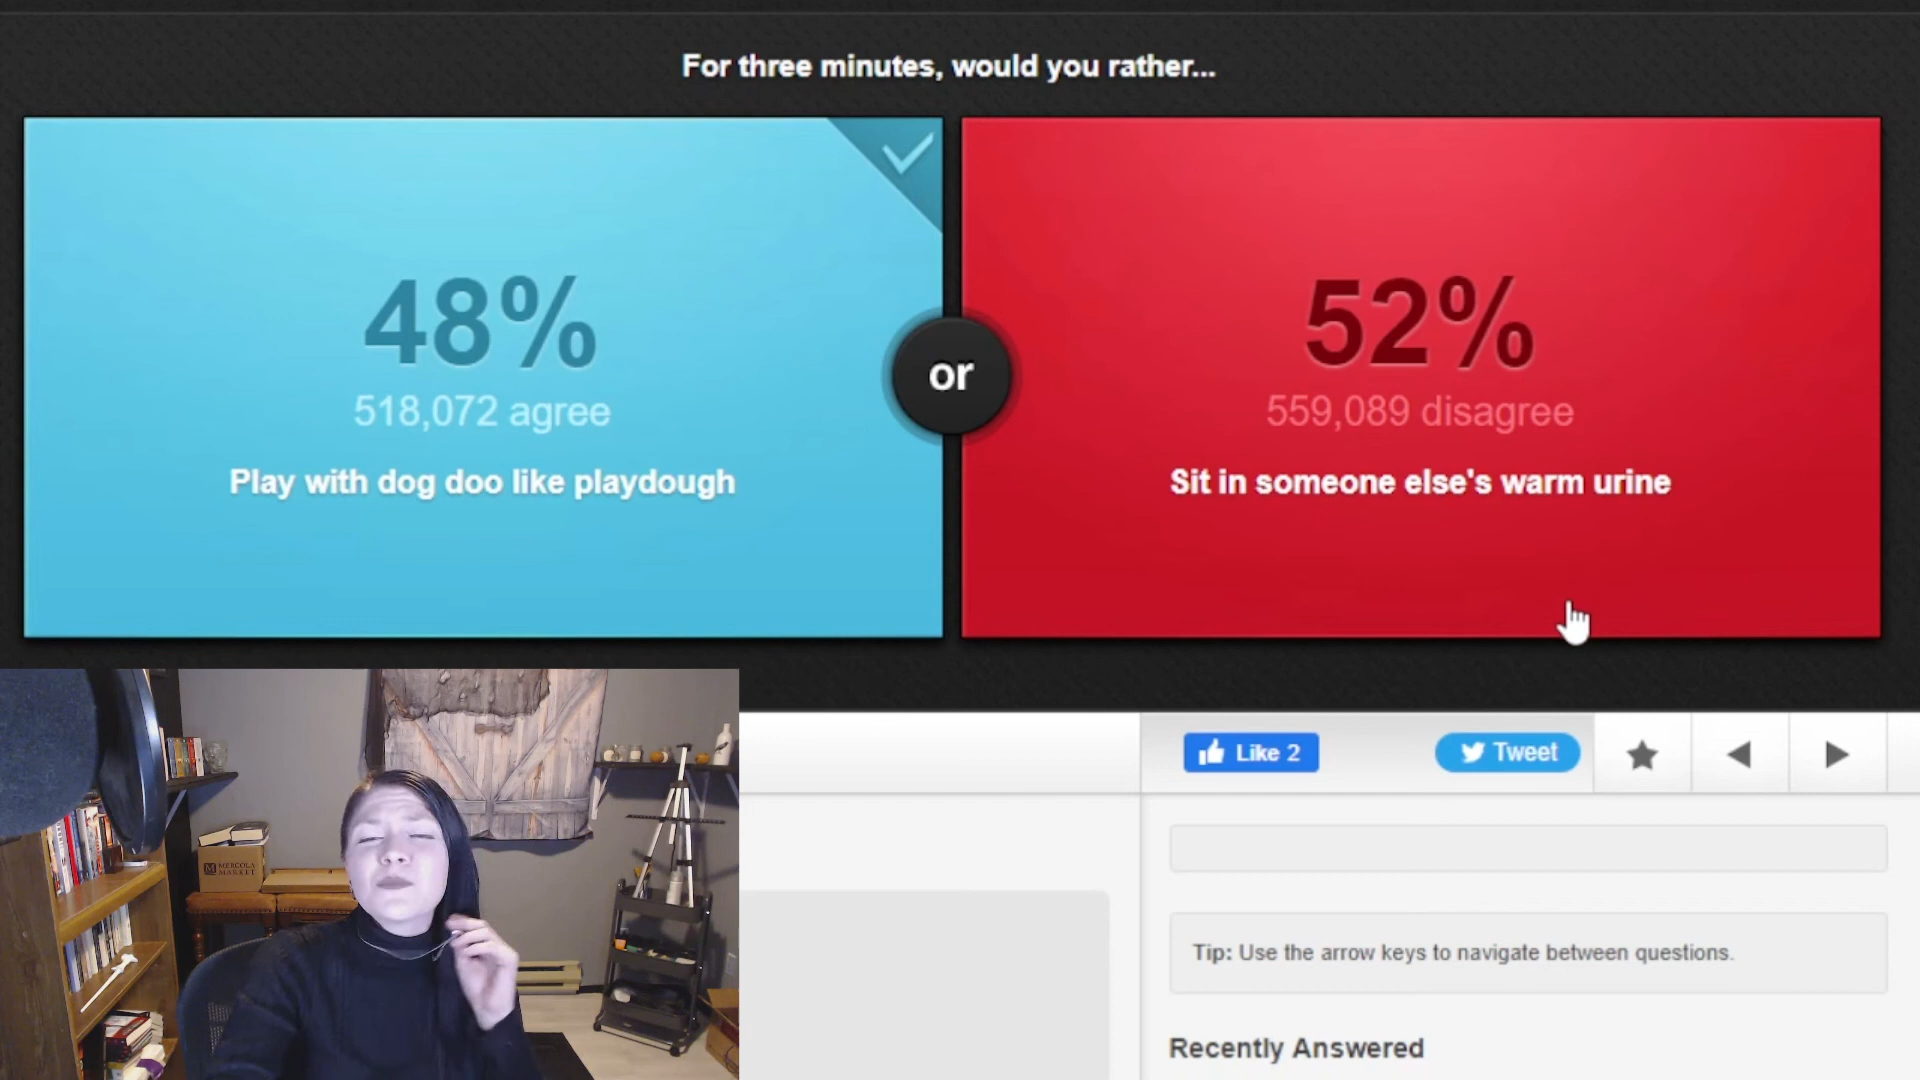 For three minutes, would you rather...
48%
518,072 agree
Play with dog doo like playdough
or
52%
559,089 disagree
Sit in someone else's warm urine
Like 2
Tweet
Tip: Use the arrow keys to navigate between questions.
Recently Answered
MERCOLA
MARKET